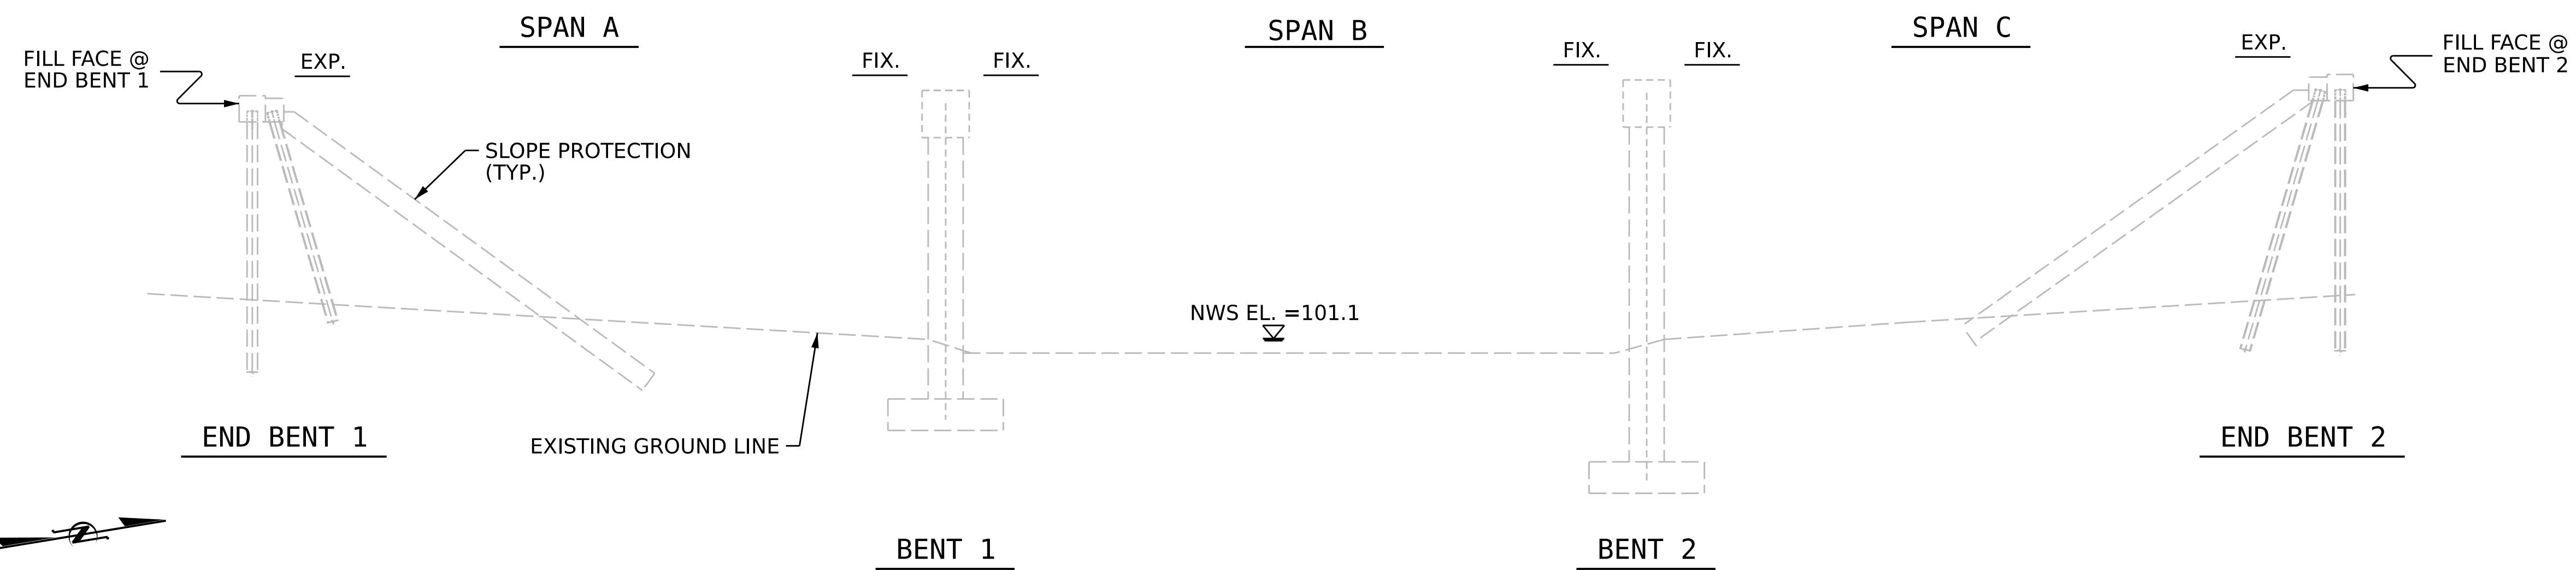 SPAN A
SPAN B
SPAN C
FILL FACE @
END BENT 1
EXP.
FIX.
FIX.
FIX.
FIX.
EXP.
FILL FACE @
END BENT 2
SLOPE PROTECTION
(TYP.)
NWS EL. =101.1
END BENT 1
EXISTING GROUND LINE
END BENT 2
Z
BENT 1
BENT 2